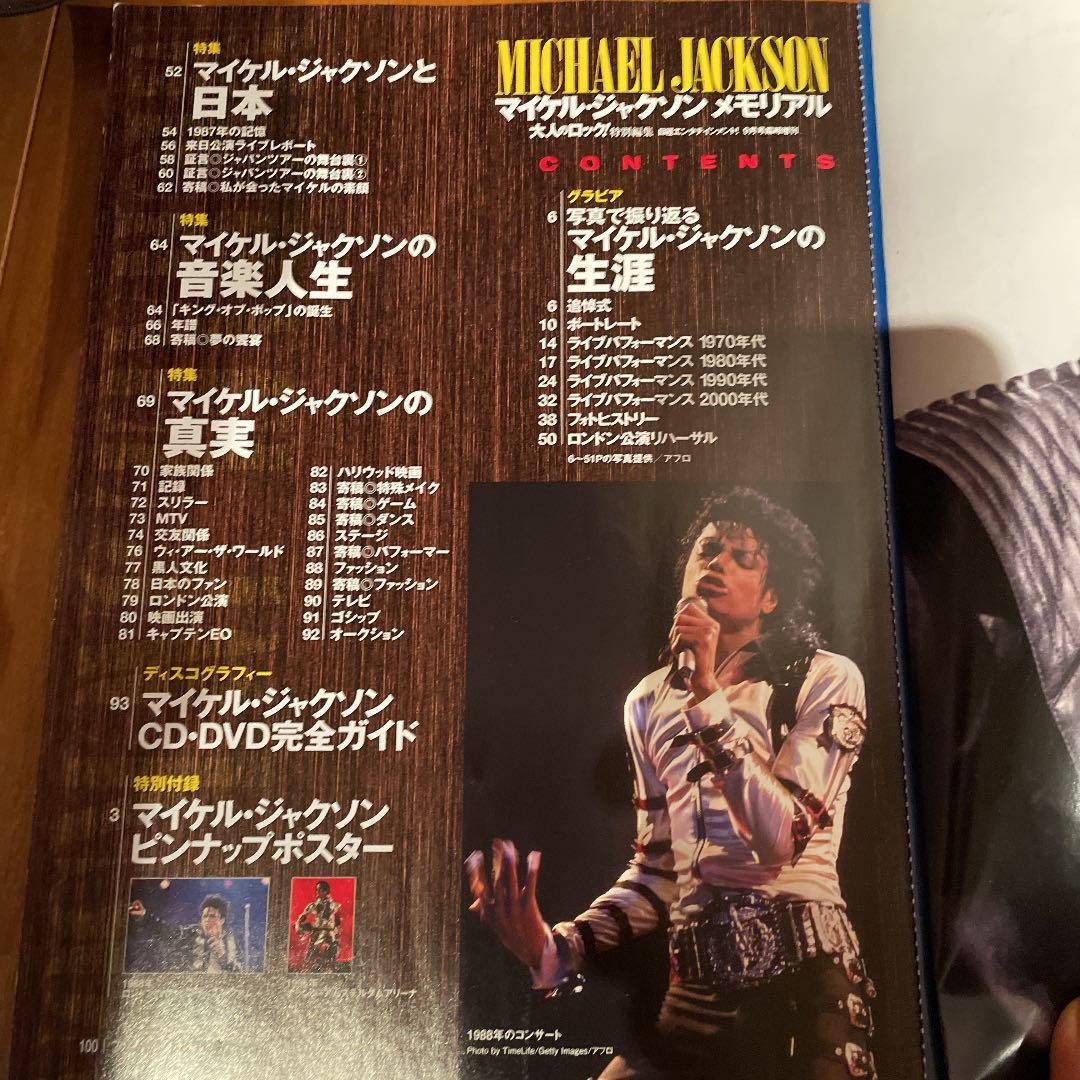 特集
52 マイケル・ジャクソンと
日本
54 1987年の記憶
56 来日公演ライブレポート
58 証言◎ジャパンツアーの舞台裏①
60 証言◎ジャパンツアーの舞台裏②
62 寄稿◎私が会ったマイケルの素顔
特集
64 マイケル・ジャクソンの
音楽人生
64 「キング・オブ・ポップ」の誕生
66 年譜
68 寄稿◎夢の饗宴
特集
69 マイケル・ジャクソンの
真実
70 家族関係
71 記録
72 スリラー
73 MTV
74 交友関係
76 ウィ・アー・ザ・ワールド
77 黒人文化
78 日本のファン
79 ロンドン公演
80 映画出演
81 キャプテンEO
82 ハリウッド映画
83 寄稿◎特殊メイク
84 寄稿◎ゲーム
85 寄稿◎ダンス
86 ステージ
87 寄稿◎パフォーマー
88 ファッション
89 寄稿◎ファッション
90 テレビ
91 ゴシップ
92 オークション
ディスコグラフィー
93 マイケル・ジャクソン
CD・DVD完全ガイド
特別付録
3 マイケル・ジャクソン
ピンナップポスター
100
MICHAEL JACKSON
マイケル・ジャクソン メモリアル
大人のロック!特別編集 日経エンタテインメント! 9月号臨時増刊
CONTENTS
グラビア
6 写真で振り返る
マイケル・ジャクソンの
生涯
6 追悼式
10 ポートレート
14 ライブパフォーマンス 1970年代
17 ライブパフォーマンス 1980年代
24 ライブパフォーマンス 1990年代
32 ライブパフォーマンス 2000年代
38 フォトヒストリー
50 ロンドン公演リハーサル
6〜51Pの写真提供/アフロ
1988年のコンサート
Photo by TimeLife/Getty Images/アフロ